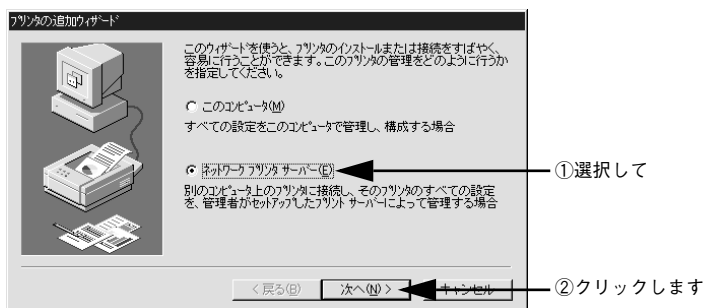 プリンタの追加ウィザード
このウィザードを使うと、プリンタのインストールまたは接続をすばやく、
容易に行うことができます。このプリンタの管理をどのように行うか
を指定してください。
このコンピュータ(M)
すべての設定をこのコンピュータで管理し、構成する場合
ネットワーク プリンタ サーバー(E)
①選択して
別のコンピュータ上のプリンタに接続し、そのプリンタのすべての設定
を、管理者がセットアップしたプリント サーバーによって管理する場合
< 戻る(B)
次へ(N) >
キャンセル
②クリックします